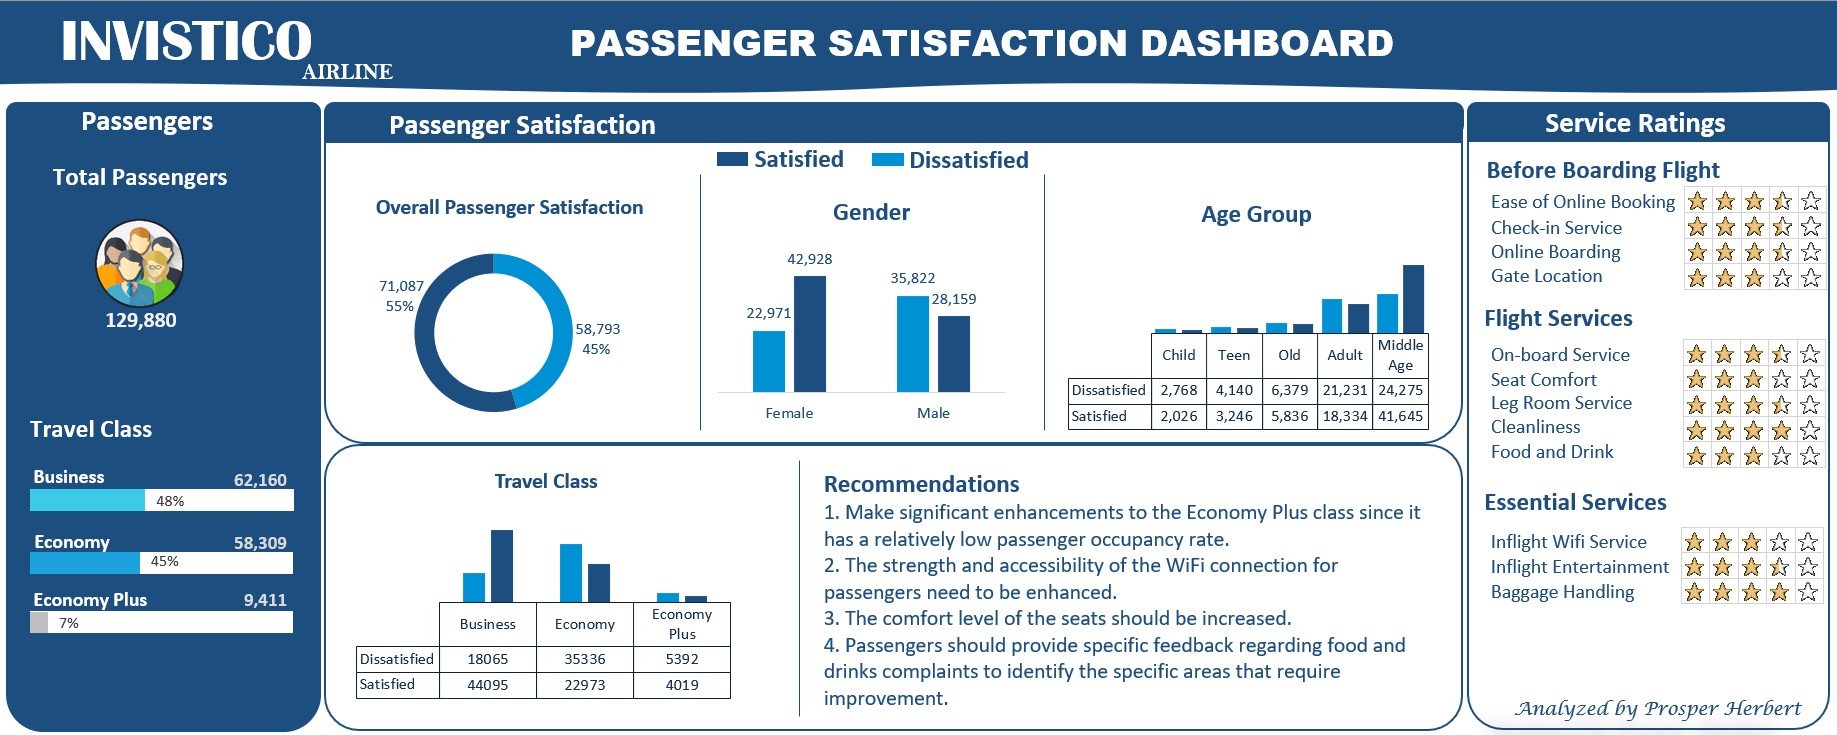 INVISTICO
AIRLINE
PASSENGER SATISFACTION DASHBOARD
Passengers
Total Passengers
129,880
Travel Class
Business 62,160
48%
Economy 58,309
45%
Economy Plus 9,411
7%
Passenger Satisfaction
Satisfied Dissatisfied
Overall Passenger Satisfaction
71,087
55%
58,793
45%
Gender
42,928
22,971
35,822
28,159
Female Male
Age Group
Child Teen Old Adult Middle Age
Dissatisfied 2,768 4,140 6,379 21,231 24,275
Satisfied 2,026 3,246 5,836 18,334 41,645
Travel Class
Business Economy Economy Plus
Dissatisfied 18065 35336 5392
Satisfied 44095 22973 4019
Recommendations
1. Make significant enhancements to the Economy Plus class since it
has a relatively low passenger occupancy rate.
2. The strength and accessibility of the WiFi connection for
passengers need to be enhanced.
3. The comfort level of the seats should be increased.
4. Passengers should provide specific feedback regarding food and
drinks complaints to identify the specific areas that require
improvement.
Service Ratings
Before Boarding Flight
Ease of Online Booking
Check-in Service
Online Boarding
Gate Location
Flight Services
On-board Service
Seat Comfort
Leg Room Service
Cleanliness
Food and Drink
Essential Services
Inflight Wifi Service
Inflight Entertainment
Baggage Handling
Analyzed by Prosper Herbert